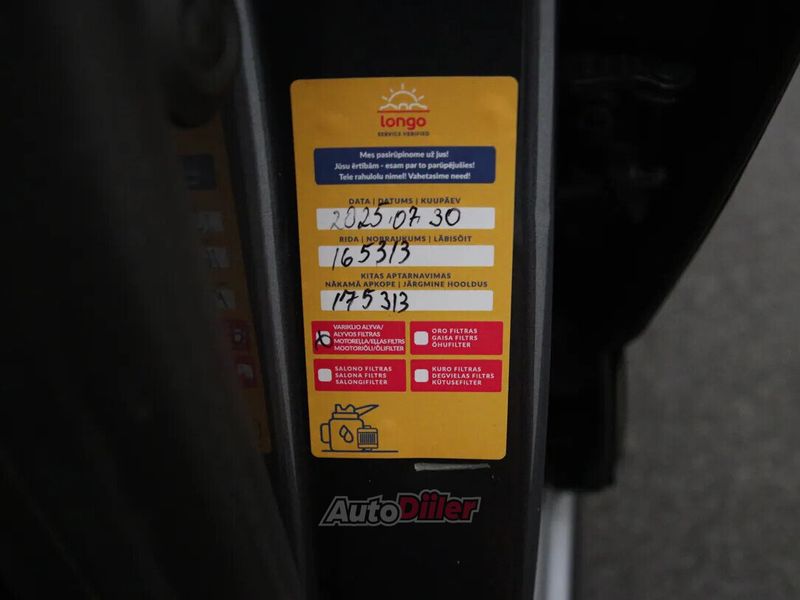 longo
SERVICE VERIFIED
Mes pasirūpinome už jus!
Jūsu ērtībām - esam par to parūpējušies!
Teie rahulolu nimel! Vahetasime need!
DATA | DATUMS | KUUPÄEV
2025.07.30
RIDA | NOBRAUKUMS | LÄBISÕIT
165313
KITAS APTARNAVIMAS
NĀKAMĀ APKOPE | JÄRGMINE HOOLDUS
175313
VARIKLIO ALYVA/
ALYVOS FILTRAS
MOTOREĻĻA/EĻĻAS FILTRS
MOOTORIÕLI/ÕLIFILTER
ORO FILTRAS
GAISA FILTRS
ÕHUFILTER
SALONO FILTRAS
SALONA FILTRS
SALONGIFILTER
KURO FILTRAS
DEGVIELAS FILTRS
KÜTUSEFILTER
AutoDiiler